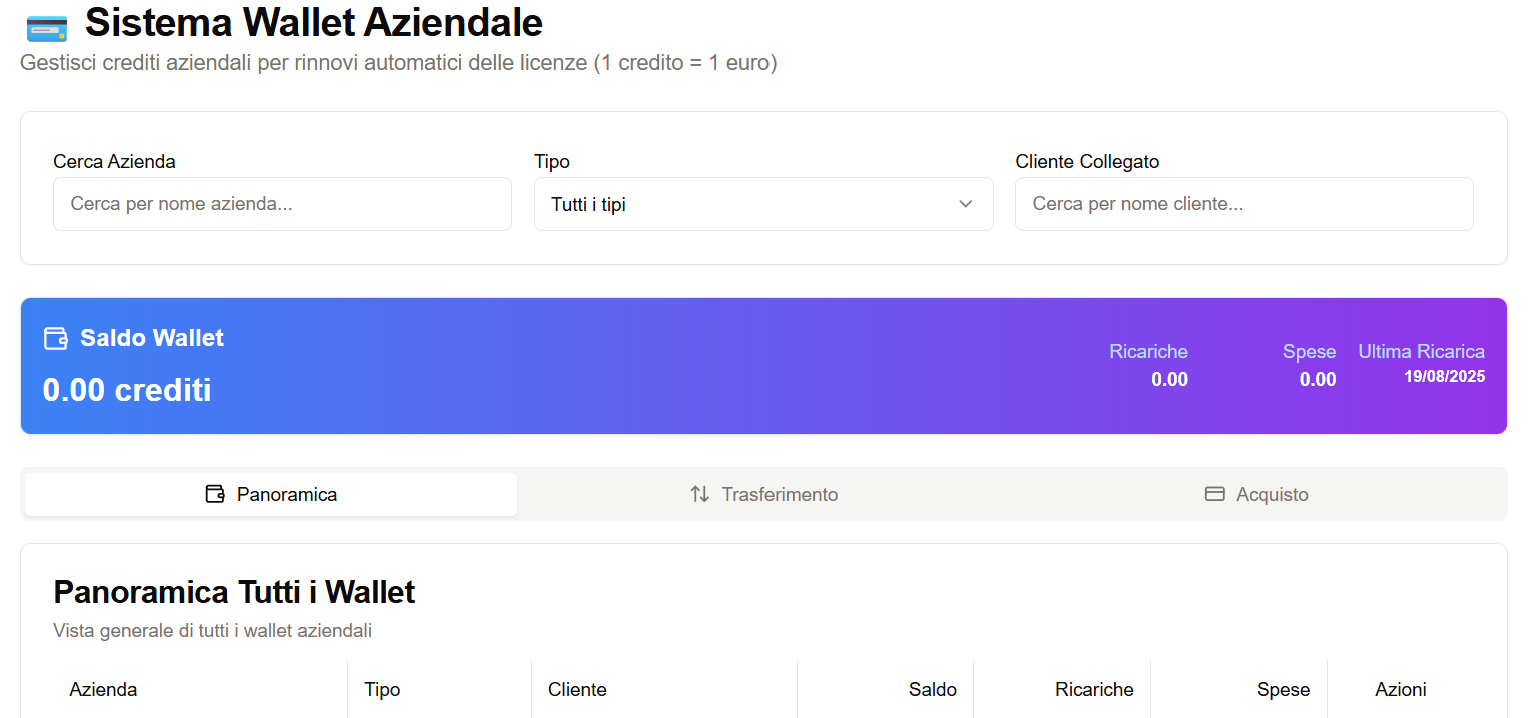 Sistema Wallet Aziendale
Gestisci crediti aziendali per rinnovi automatici delle licenze (1 credito = 1 euro)
Cerca Azienda
Cerca per nome azienda...
Tipo
Tutti i tipi
Cliente Collegato
Cerca per nome cliente...
Saldo Wallet
0.00 crediti
Ricariche
0.00
Spese
0.00
Ultima Ricarica
19/08/2025
Panoramica
Trasferimento
Acquisto
Panoramica Tutti i Wallet
Vista generale di tutti i wallet aziendali
Azienda Tipo Cliente Saldo Ricariche Spese Azioni